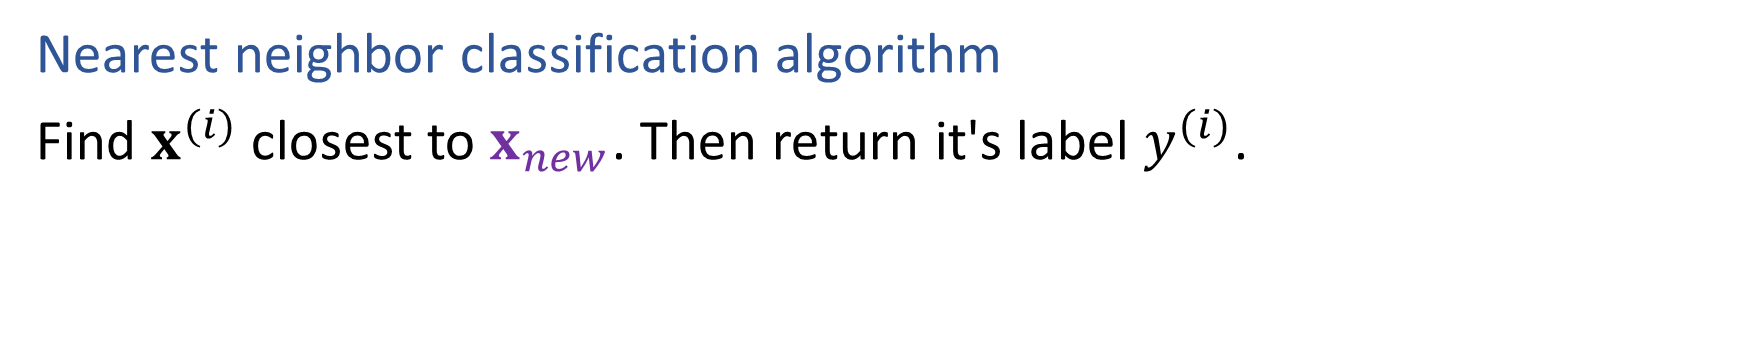 Nearest neighbor classification algorithm
Find x^(i) closest to x_new. Then return it's label y^(i).